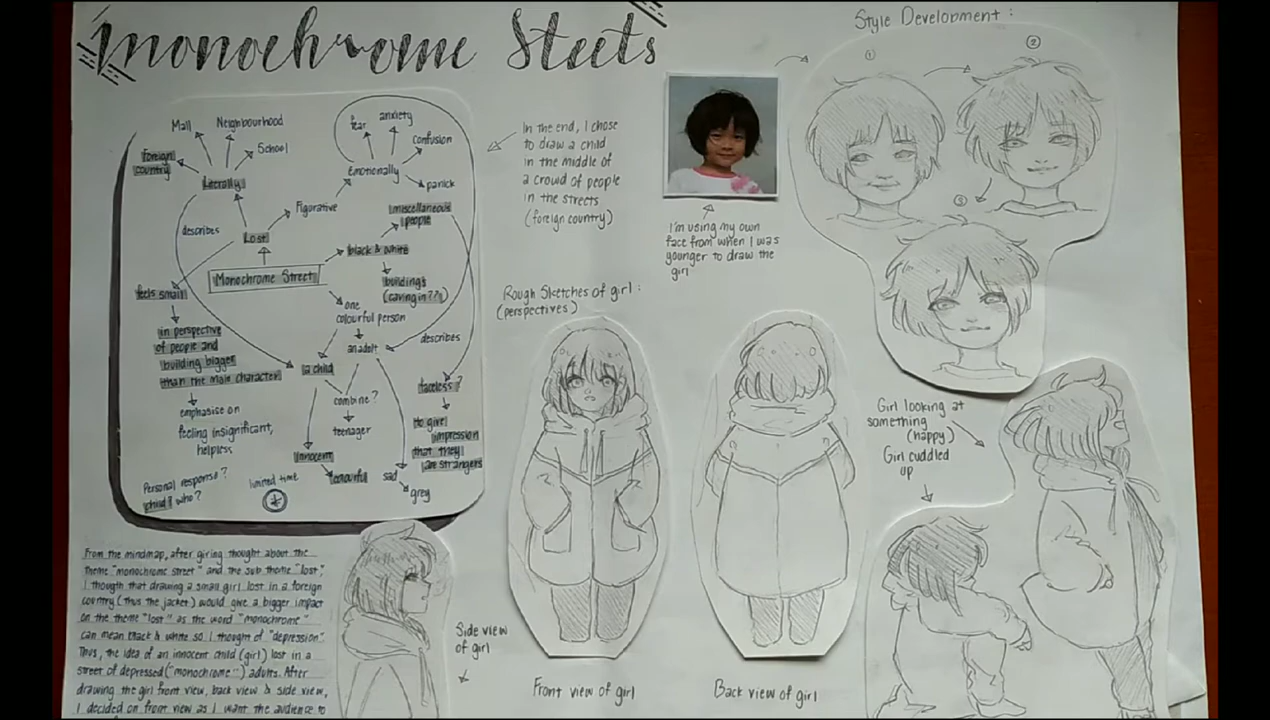 monochrome Steets
Style Development :
①
②
③
Mall
Neighbourhood
School
foreign
country
literally
fear
anxiety
confusion
Emotionally
panick
Figurative
Lost
describes
miscellaneous
people
black & white
Monochrome Street
building's
(caving in??)
feels small
one
colourful person
in perspective
of people and
building bigger
than the main character
an adult
describes
a child
faceless?
combine?
teenager
emphasise on
feeling insignificant,
helpless
to give
impression
that they
are strangers
innocent
colourful
sad
grey
Personal response?
child? who?
limited time
In the end, I chose
to draw a child
in the middle of
a crowd of people
in the streets
(foreign country)
I'm using my own
face from when I was
younger to draw the
girl
Rough Sketches of girl :
(perspectives)
Girl looking at
something
(happy)
Girl cuddled
up
From the mindmap, after giring thought about the
theme "monochrome street" and the sub theme "lost",
I though that drawing a small girl lost in a foreign
country (thus the jacket) would give a bigger impact
on the theme "lost" as the word "monochrome"
can mean black & white so I thought of "depression".
Thus, the idea of an innocent child (girl) lost in a
street of depressed ("monochrome") adults. After
drawing the girl front view, back view & side view,
I decided on front view as I want the audience to
Side view
of girl
Front view of girl
Back view of girl